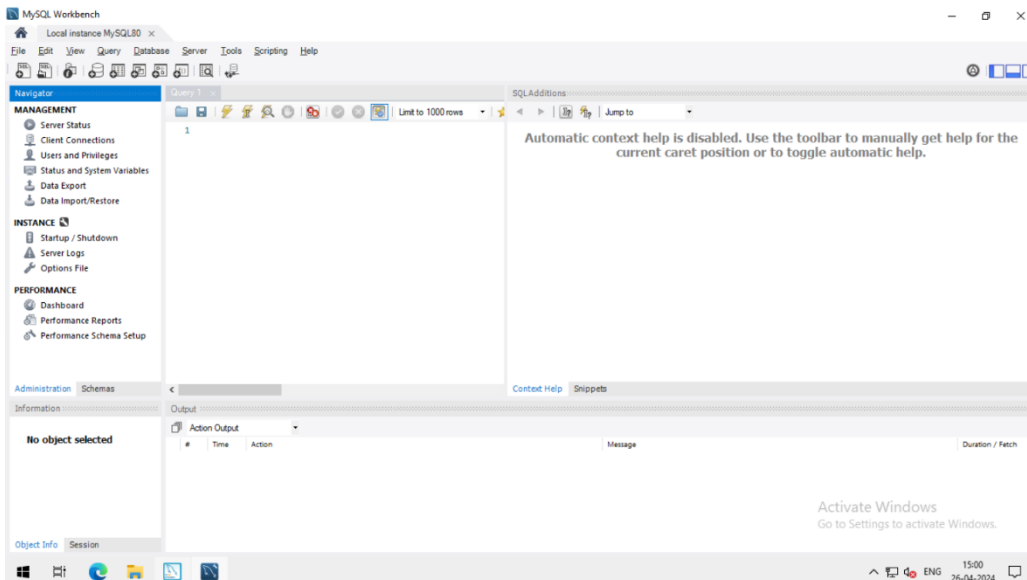 MySQL Workbench
Local instance MySQL80
File Edit View Query Database Server Tools Scripting Help
Navigator
MANAGEMENT
Server Status
Client Connections
Users and Privileges
Status and System Variables
Data Export
Data Import/Restore
INSTANCE
Startup / Shutdown
Server Logs
Options File
PERFORMANCE
Dashboard
Performance Reports
Performance Schema Setup
Administration Schemas
Query 1
Limit to 1000 rows
1
SQLAdditions
Jump to
Automatic context help is disabled. Use the toolbar to manually get help for the
current caret position or to toggle automatic help.
Context Help Snippets
Information
No object selected
Object Info Session
Output
Action Output
# Time Action Message Duration / Fetch
Activate Windows
Go to Settings to activate Windows.
ENG
15:00
26-04-2024